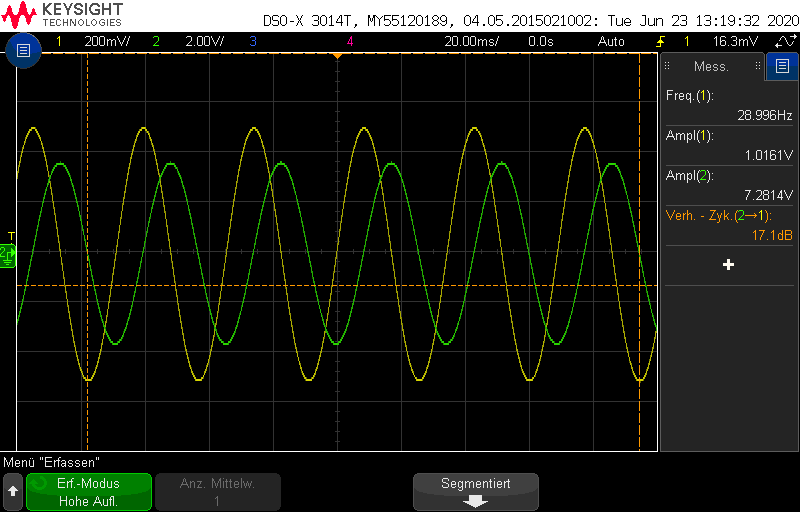 KEYSIGHT
TECHNOLOGIES
DSO-X 3014T, MY55120189, 04.05.2015021002: Tue Jun 23 13:19:32 2020
1 200mV/ 2 2.00V/ 3 4 20.00ms/ 0.0s Auto 1 16.3mV
Mess.
Freq.(1):
28.996Hz
Ampl(1):
1.0161V
Ampl(2):
7.2814V
Verh. - Zyk.(2→1):
17.1dB
T
2
Menü "Erfassen"
Erf.-Modus
Hohe Aufl.
Anz. Mittelw.
1
Segmentiert